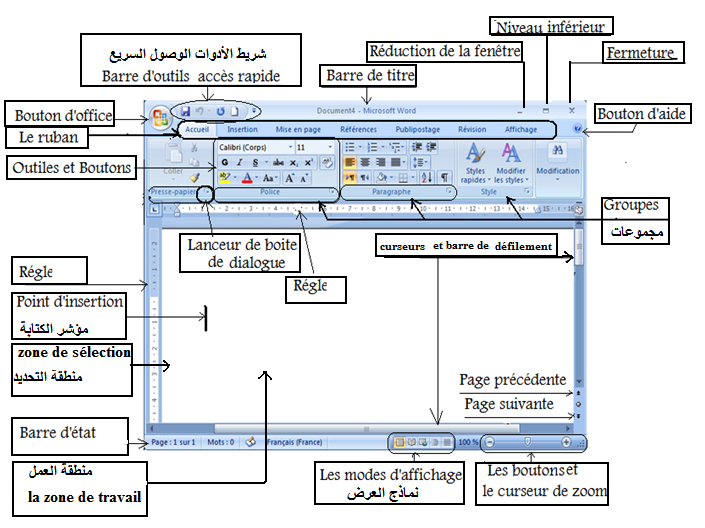 Niveau inférieur
شريط الأدوات الوصول السريع
Barre d'outils accès rapide
Réduction de la fenêtre
Fermeture
Barre de titre
Bouton d'office
Document4 - Microsoft Word
Bouton d'aide
Le ruban
Accueil Insertion Mise en page Références Publipostage Révision Affichage
Outiles et Boutons
Calibri (Corps) 11
Coller
G I S abe x₂ x²
Styles rapides
Modifier les styles
Modification
Presse-papiers Police Paragraphe Style
Groupes
مجموعات
Lanceur de boite
de dialogue
curseurs et barre de défilement
Régle
Régle
Point d'insertion
مؤشر الكتابة
zone de sélection
منطقة التحديد
Page précédente
Page suivante
Barre d'état
Page : 1 sur 1 Mots : 0 Français (France) 100 %
منطقة العمل
la zone de travail
Les modes d'affichage
نماذج العرض
Les boutons et
le curseur de zoom